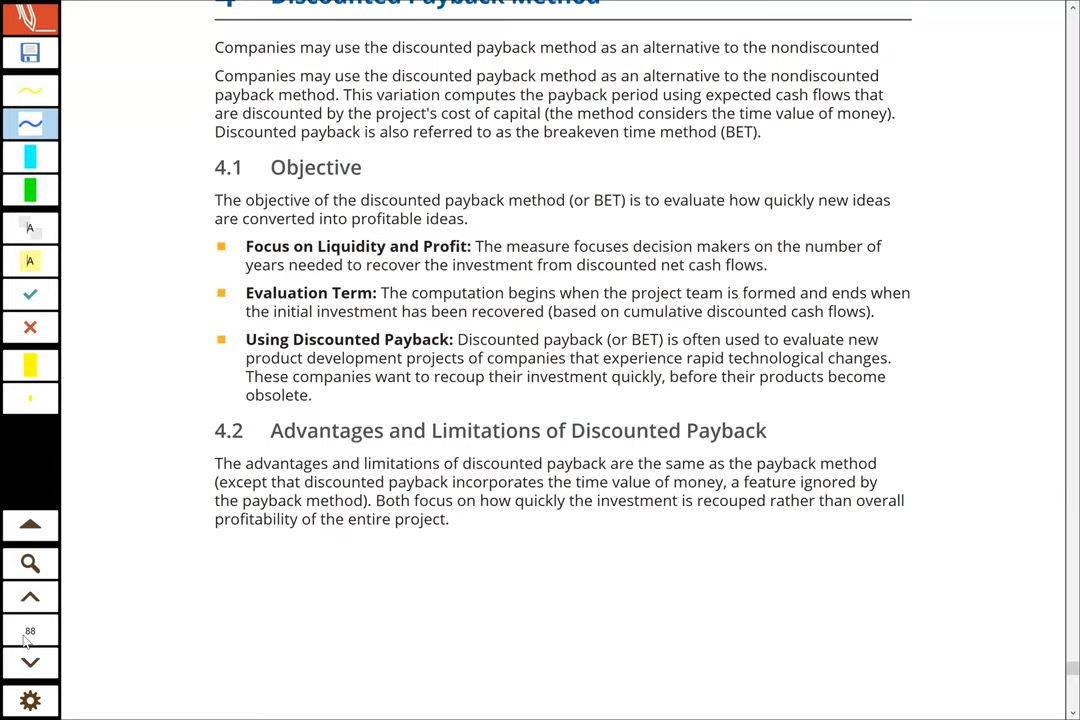 4 Discounted Payback Method
Companies may use the discounted payback method as an alternative to the nondiscounted
Companies may use the discounted payback method as an alternative to the nondiscounted
payback method. This variation computes the payback period using expected cash flows that
are discounted by the project's cost of capital (the method considers the time value of money).
Discounted payback is also referred to as the breakeven time method (BET).
4.1 Objective
The objective of the discounted payback method (or BET) is to evaluate how quickly new ideas
are converted into profitable ideas.
Focus on Liquidity and Profit: The measure focuses decision makers on the number of
years needed to recover the investment from discounted net cash flows.
Evaluation Term: The computation begins when the project team is formed and ends when
the initial investment has been recovered (based on cumulative discounted cash flows).
Using Discounted Payback: Discounted payback (or BET) is often used to evaluate new
product development projects of companies that experience rapid technological changes.
These companies want to recoup their investment quickly, before their products become
obsolete.
4.2 Advantages and Limitations of Discounted Payback
The advantages and limitations of discounted payback are the same as the payback method
(except that discounted payback incorporates the time value of money, a feature ignored by
the payback method). Both focus on how quickly the investment is recouped rather than overall
profitability of the entire project.
A
A
88